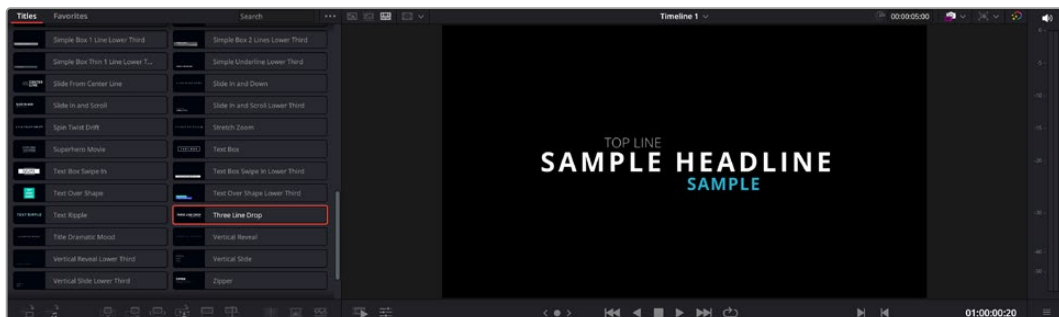 Titles Favorites Search Timeline 1 00:00:05:00
Simple Box 1 Line Lower Third Simple Box 2 Lines Lower Third
Simple Box Thin 1 Line Lower T... Simple Underline Lower Third
Slide From Center Line Slide In and Down
Slide In and Scroll Slide In and Scroll Lower Third
Spin Twist Drift Stretch Zoom
Superhero Movie Text Box
Text Box Swipe In Text Box Swipe In Lower Third
Text Over Shape Text Over Shape Lower Third
TEXT RIPPLE Text Ripple Three Line Drop
Title Dramatic Mood Vertical Reveal
Vertical Reveal Lower Third Vertical Slide
Vertical Slide Lower Third Zipper
TOP LINE
SAMPLE HEADLINE
SAMPLE
01:00:00:20